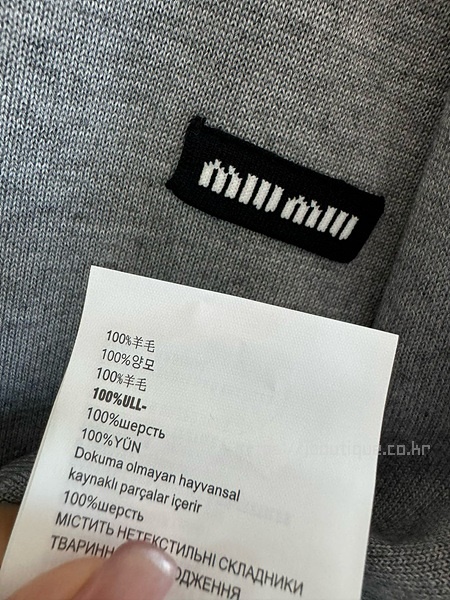 miu miu
100%羊毛
100%양모
100%羊毛
100%ULL-
100%шерсть
100%YÜN
Dokuma olmayan hayvansal
kaynaklı parçalar içerir
100%шерсть
МІСТИТЬ НЕТЕКСТИЛЬНІ СКЛАДНИКИ